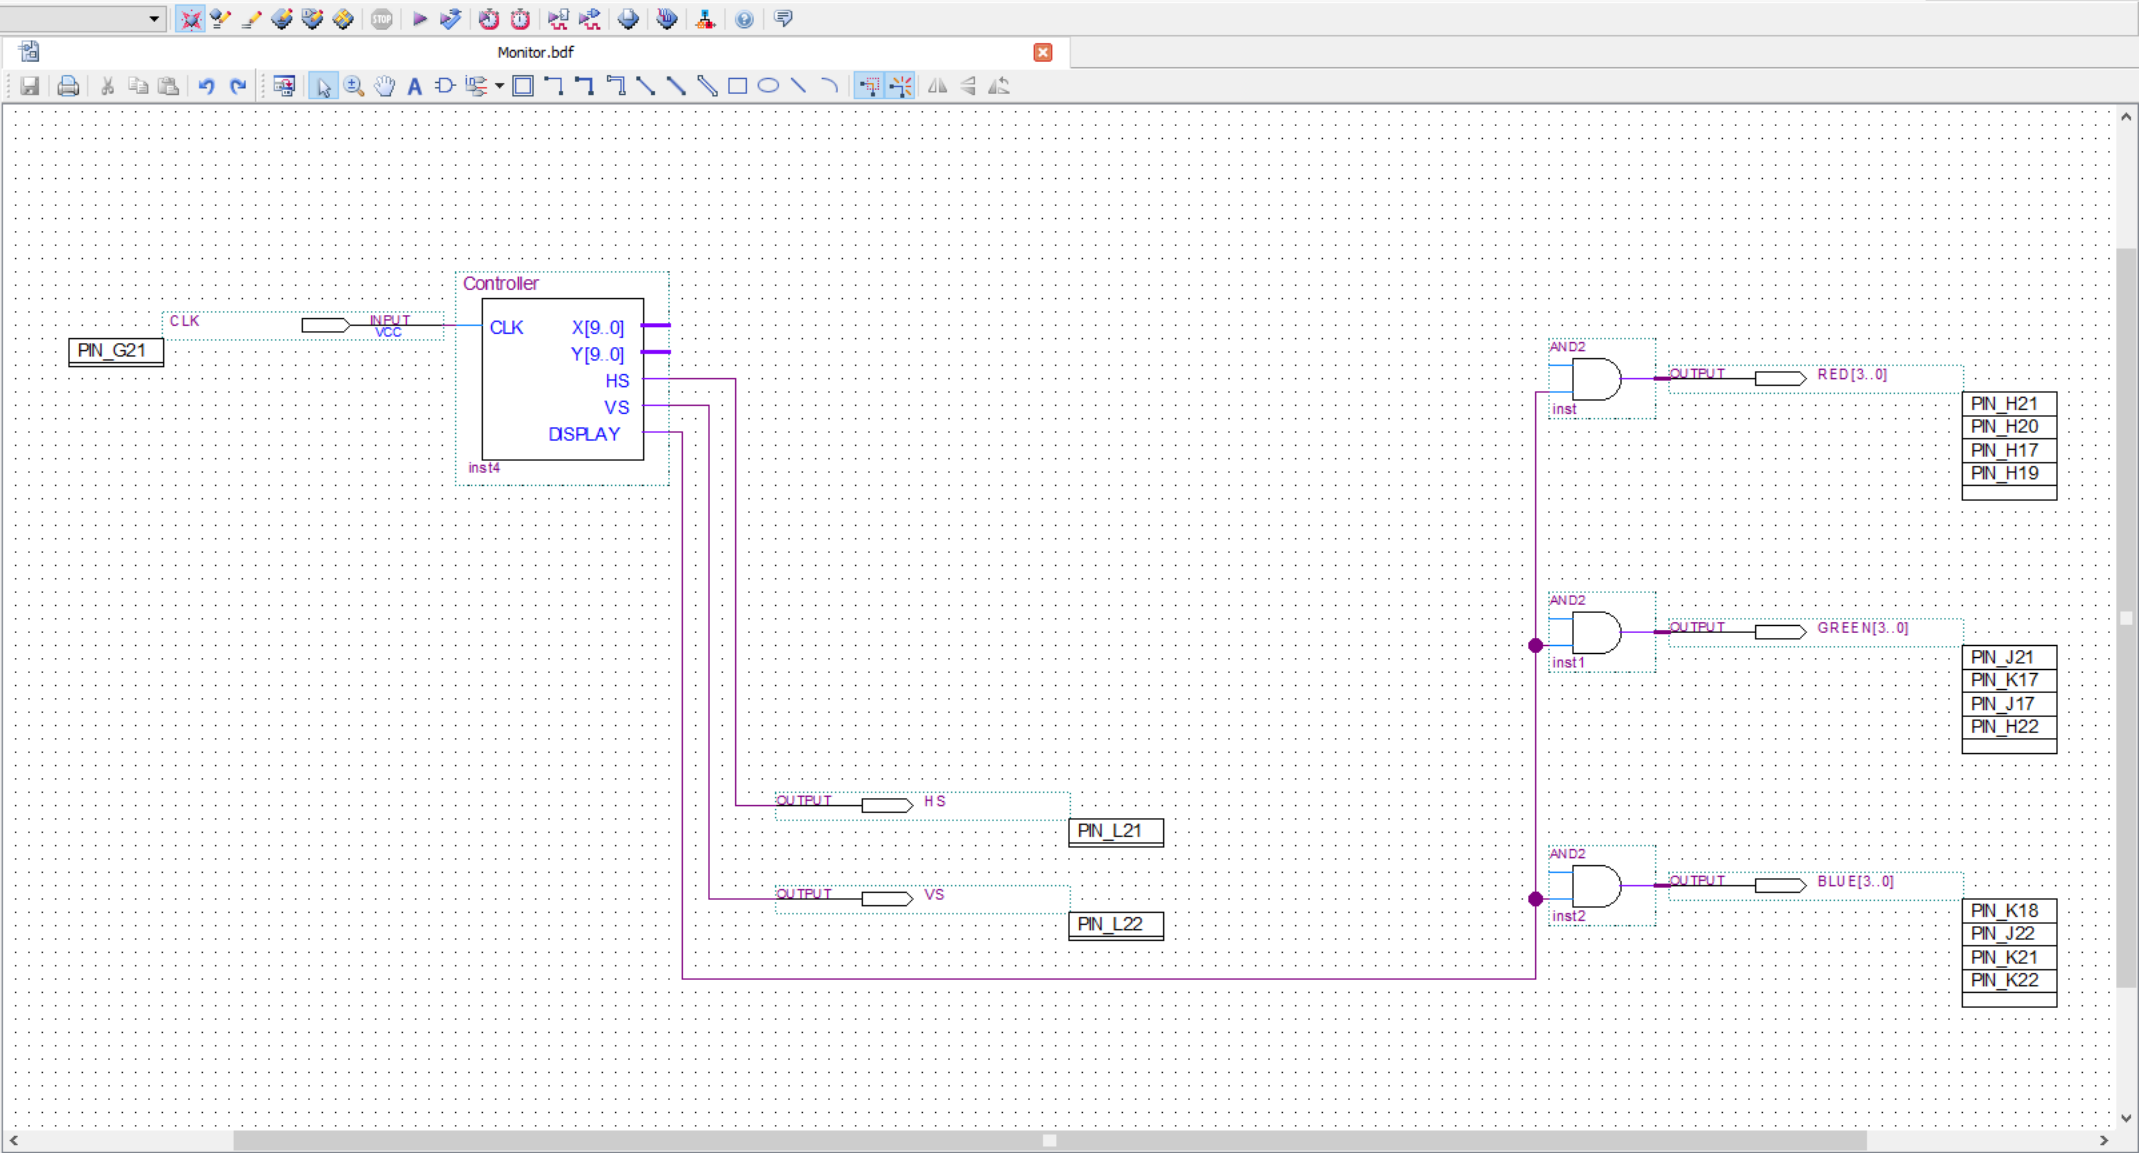 STOP
Monitor.bdf
A
Controller
CLK
INPUT
VCC
PIN_G21
CLK
X[9..0]
Y[9..0]
HS
VS
DISPLAY
inst4
AND2
inst
OUTPUT
RED[3..0]
PIN_H21
PIN_H20
PIN_H17
PIN_H19
AND2
inst1
OUTPUT
GREEN[3..0]
PIN_J21
PIN_K17
PIN_J17
PIN_H22
OUTPUT
HS
PIN_L21
OUTPUT
VS
PIN_L22
AND2
inst2
OUTPUT
BLUE[3..0]
PIN_K18
PIN_J22
PIN_K21
PIN_K22